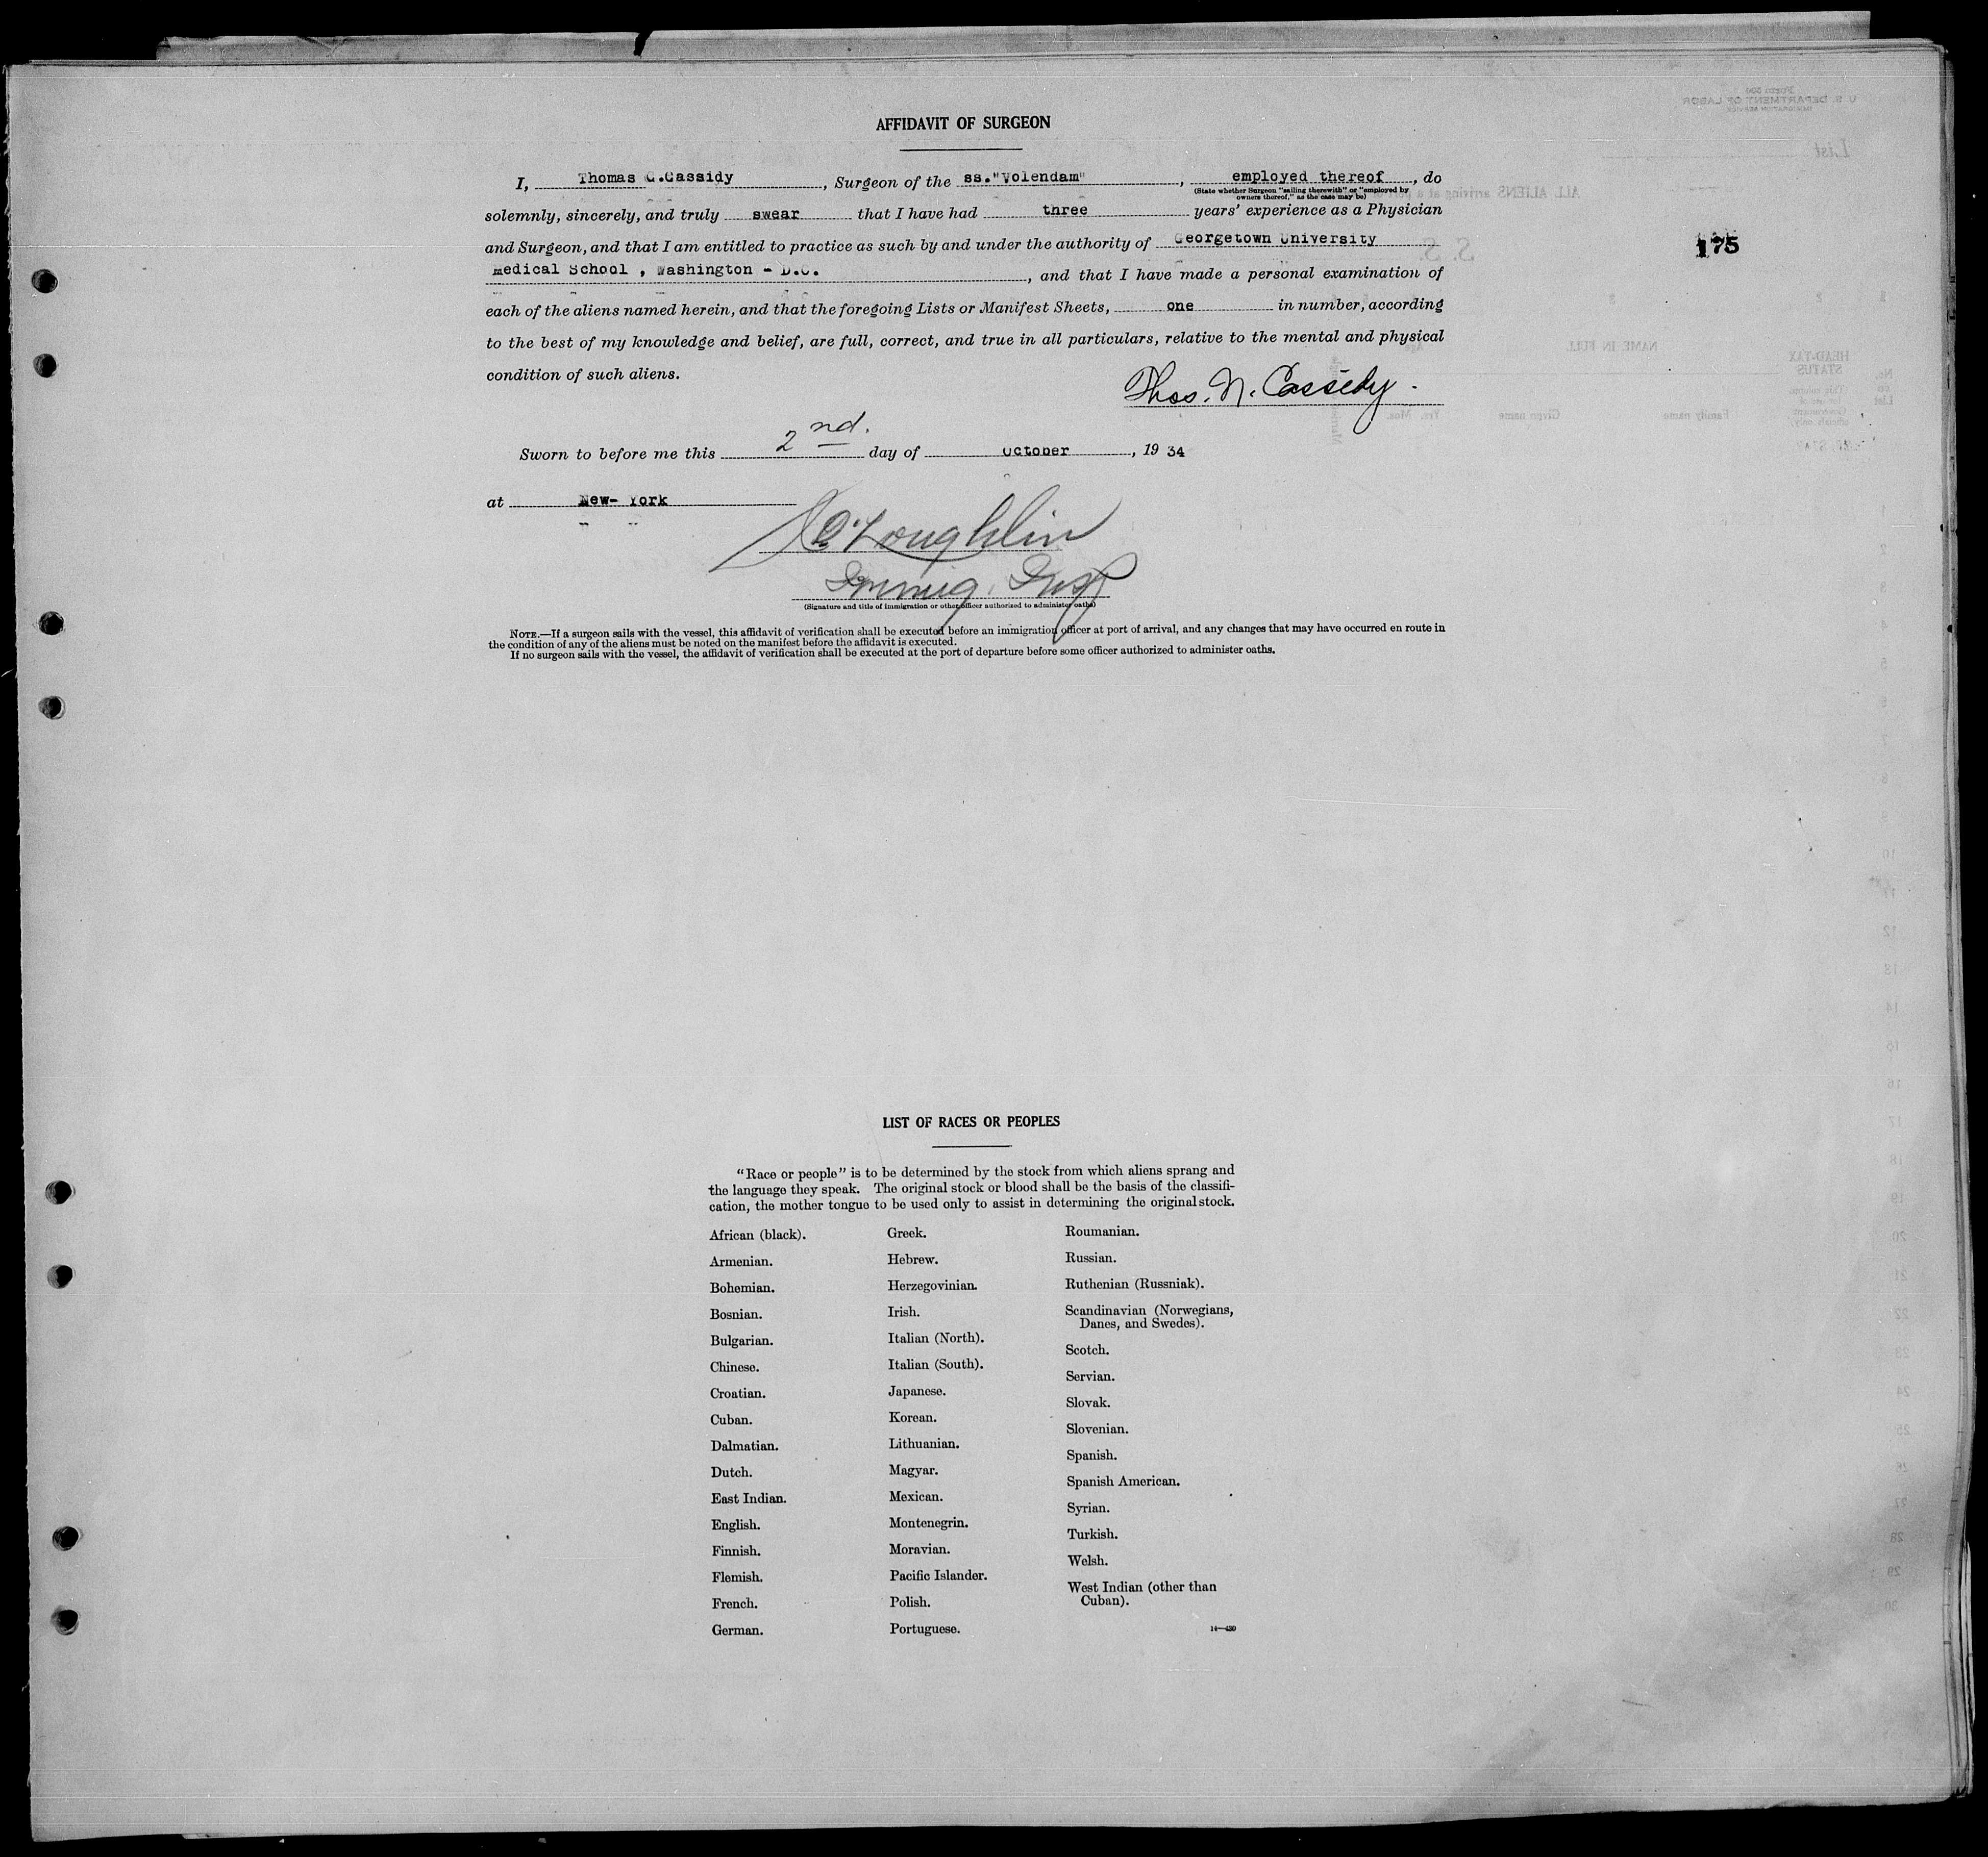 AFFIDAVIT OF SURGEON
I, Thomas C.Cassidy, Surgeon of the ss."Volendam", employed thereof, do
(State whether Surgeon "sailing therewith" or "employed by
owners thereof," as the case may be)
solemnly, sincerely, and truly swear that I have had three years' experience as a Physician
and Surgeon, and that I am entitled to practice as such by and under the authority of Georgetown University
Medical School , Washington - D.C., and that I have made a personal examination of
175
each of the aliens named herein, and that the foregoing Lists or Manifest Sheets, one in number, according
to the best of my knowledge and belief, are full, correct, and true in all particulars, relative to the mental and physical
condition of such aliens.
Thos. N. Cassidy.
Sworn to before me this 2nd. day of October, 1934
at New- York
O'Loughlin
Immig. Insp
(Signature and title of immigration or other officer authorized to administer oaths)
NOTE.—If a surgeon sails with the vessel, this affidavit of verification shall be executed before an immigration officer at port of arrival, and any changes that may have occurred en route in
the condition of any of the aliens must be noted on the manifest before the affidavit is executed.
If no surgeon sails with the vessel, the affidavit of verification shall be executed at the port of departure before some officer authorized to administer oaths.
LIST OF RACES OR PEOPLES
"Race or people" is to be determined by the stock from which aliens sprang and
the language they speak. The original stock or blood shall be the basis of the classifi-
cation, the mother tongue to be used only to assist in determining the original stock.
African (black).
Armenian.
Bohemian.
Bosnian.
Bulgarian.
Chinese.
Croatian.
Cuban.
Dalmatian.
Dutch.
East Indian.
English.
Finnish.
Flemish.
French.
German.
Greek.
Hebrew.
Herzegovinian.
Irish.
Italian (North).
Italian (South).
Japanese.
Korean.
Lithuanian.
Magyar.
Mexican.
Montenegrin.
Moravian.
Pacific Islander.
Polish.
Portuguese.
Roumanian.
Russian.
Ruthenian (Russniak).
Scandinavian (Norwegians,
Danes, and Swedes).
Scotch.
Servian.
Slovak.
Slovenian.
Spanish.
Spanish American.
Syrian.
Turkish.
Welsh.
West Indian (other than
Cuban).
14—430